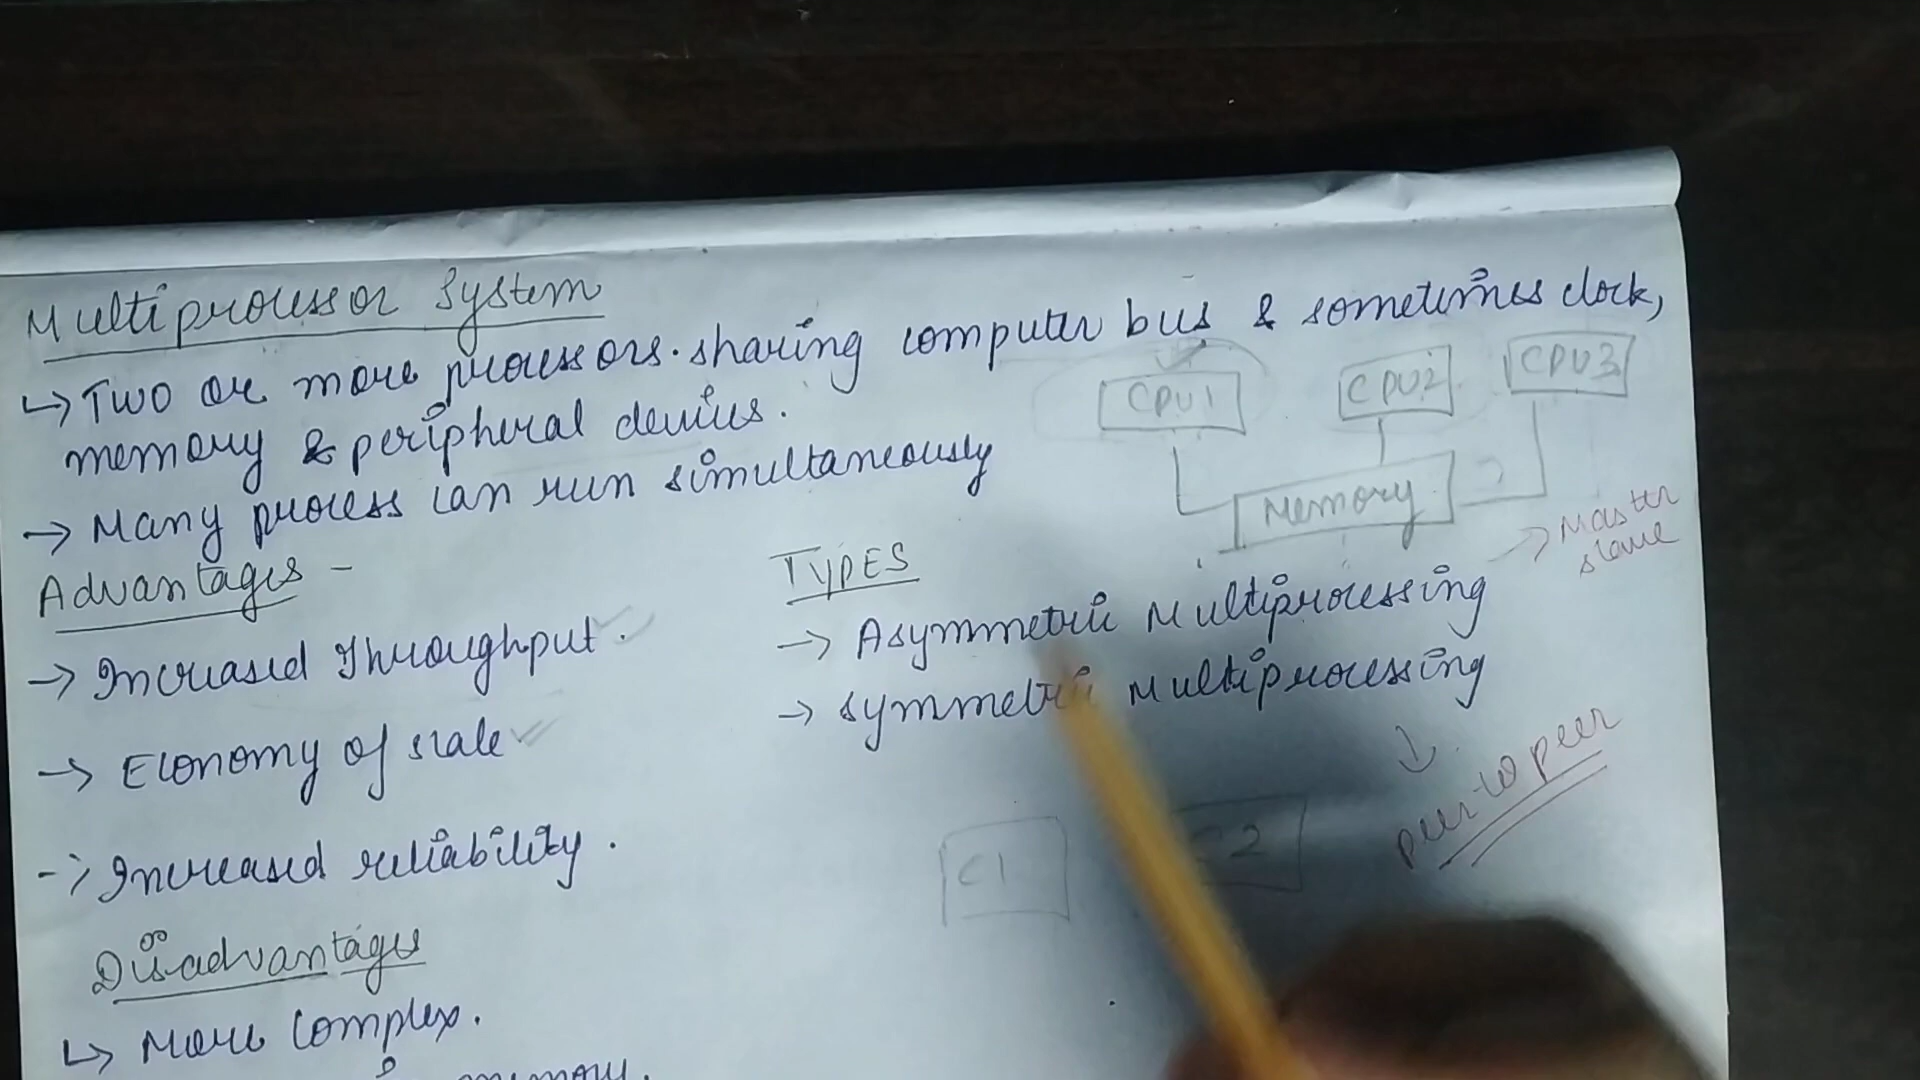 Multiprocessor System
↳ Two or more processors. sharing computer bus & sometimes clock,
memory & peripheral devices.
→ Many process can run simultaneously
CPU1
CPU2
CPU3
Memory
Advantages -
→ Increased Throughput.
→ Economy of scale
→ Increased reliability.
TYPES
→ Asymmetric Multiprocessing
→ Master
slave
→ Symmetric Multiprocessing
↓
peer to peer
C1
C2
Disadvantages
↳ More complex.
memory.